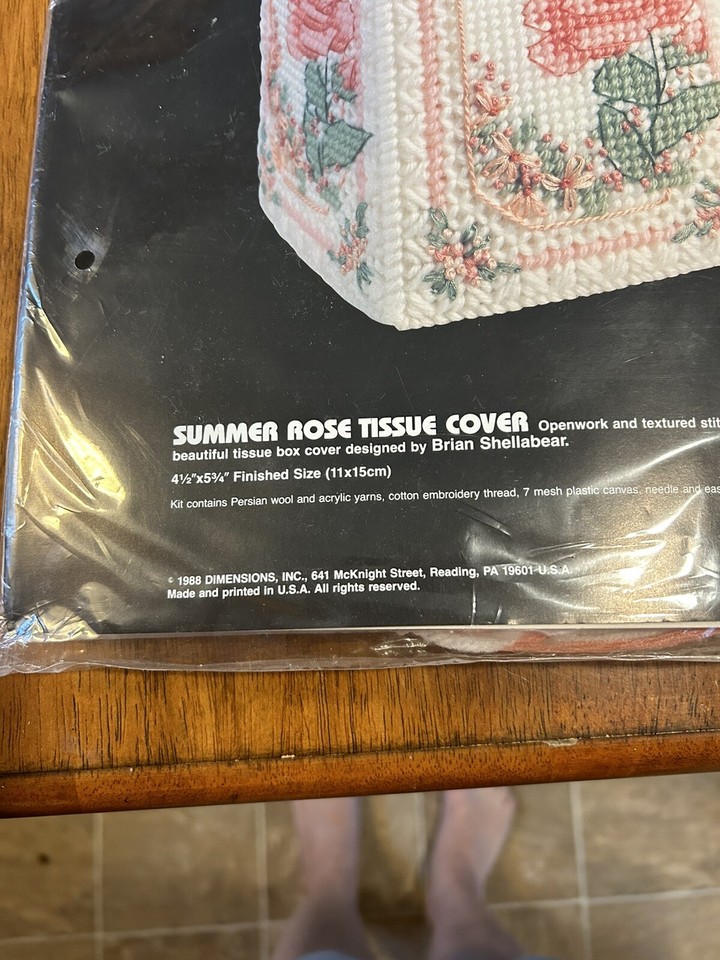 SUMMER ROSE TISSUE COVER Openwork and textured
beautiful tissue box cover designed by Brian Shellabear.
4½"x5¾" Finished Size (11x15cm)
Kit contains Persian wool and acrylic yarns, cotton embroidery thread, 7 mesh plastic canvas, needle and
© 1988 DIMENSIONS, INC., 641 McKnight Street, Reading, PA 19601 U.S.A.
Made and printed in U.S.A. All rights reserved.